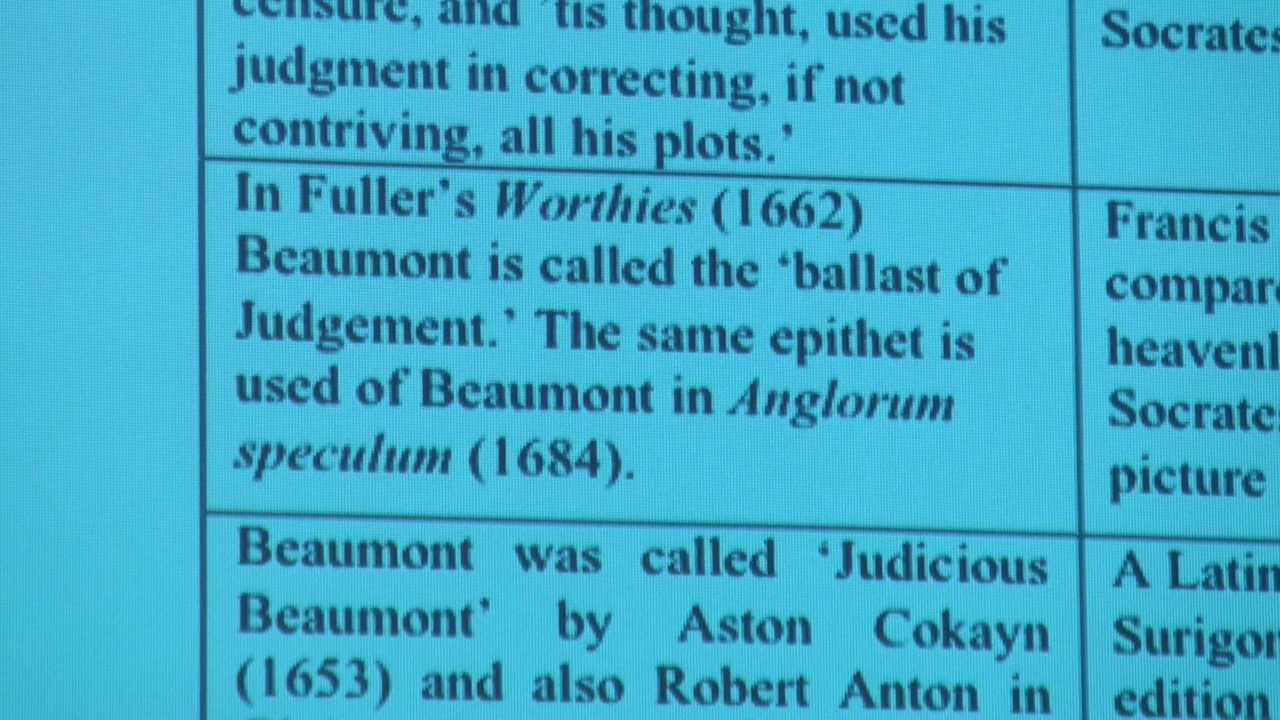 censure, and 'tis thought, used his
judgment in correcting, if not
contriving, all his plots.'
In Fuller's Worthies (1662)
Beaumont is called the 'ballast of
Judgement.' The same epithet is
used of Beaumont in Anglorum
speculum (1684).
Beaumont was called 'Judicious
Beaumont' by Aston Cokayn
(1653) and also Robert Anton in
Socrates
Francis
heavenl
Socrates
picture
A Latin
edition